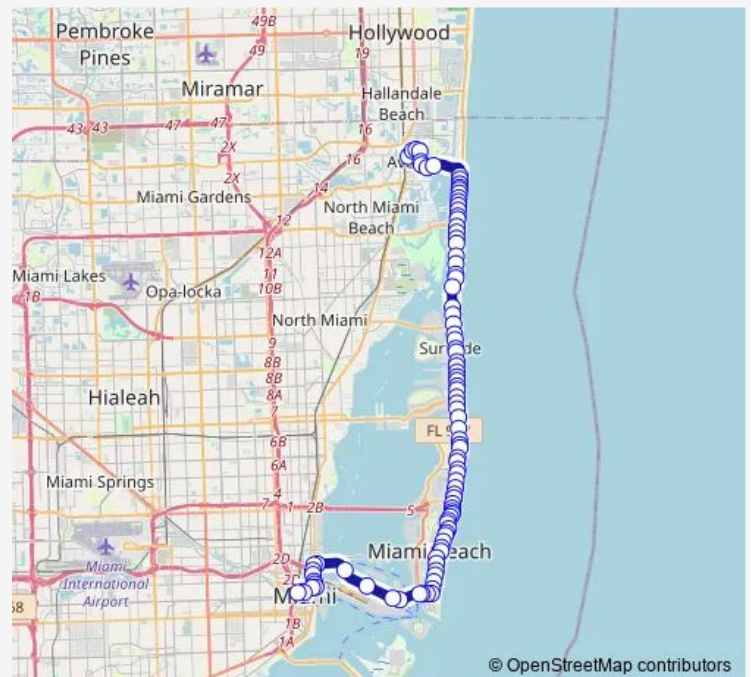 49B
Pembroke
Pines
49
19
Hollywood
Miramar
Hallandale
Beach
43
43
47
47
2X
16
16
2X
14
Miami Gardens
North Miami
Beach
12
12A
11
10B
Miami Lakes
1B
Opa-locka
North Miami
9
8B
8B
8A
7
Hialeah
6B
6A
Miami Springs
4
7
1
2B
5
2D
Miami Beach
Miami
International
Airport
1B
1A
© OpenStreetMap contributors